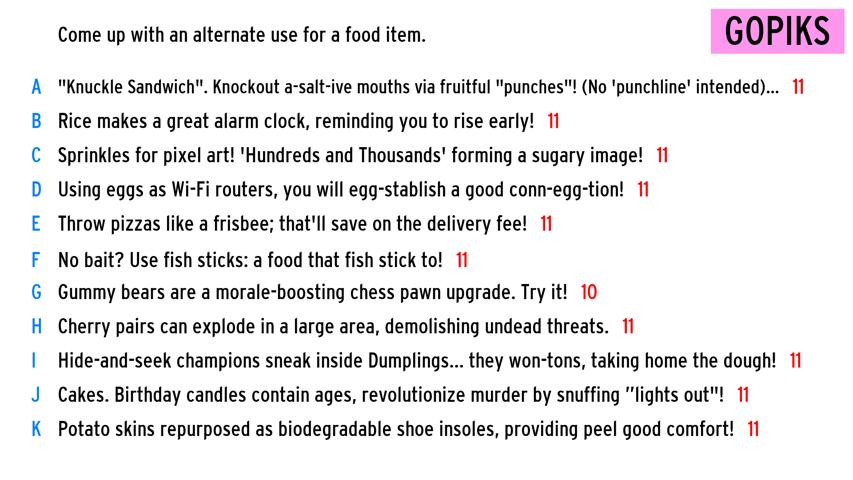 Come up with an alternate use for a food item.
GOPIKS
A "Knuckle Sandwich". Knockout a-salt-ive mouths via fruitful "punches"! (No 'punchline' intended)... 11
B Rice makes a great alarm clock, reminding you to rise early! 11
C Sprinkles for pixel art! 'Hundreds and Thousands' forming a sugary image! 11
D Using eggs as Wi-Fi routers, you will egg-stablish a good conn-egg-tion! 11
E Throw pizzas like a frisbee; that'll save on the delivery fee! 11
F No bait? Use fish sticks: a food that fish stick to! 11
G Gummy bears are a morale-boosting chess pawn upgrade. Try it! 10
H Cherry pairs can explode in a large area, demolishing undead threats. 11
I Hide-and-seek champions sneak inside Dumplings... they won-tons, taking home the dough! 11
J Cakes. Birthday candles contain ages, revolutionize murder by snuffing ”lights out"! 11
K Potato skins repurposed as biodegradable shoe insoles, providing peel good comfort! 11